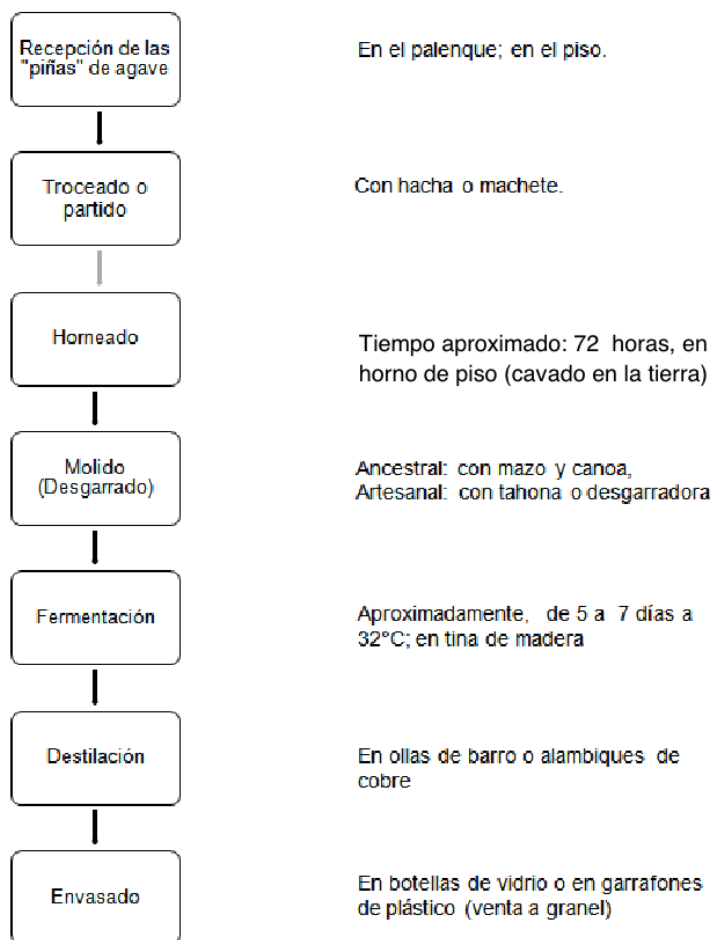 Recepción de las
"piñas" de agave
En el palenque; en el piso.
Troceado o
partido
Con hacha o machete.
Horneado
Tiempo aproximado: 72 horas, en
horno de piso (cavado en la tierra)
Molido
(Desgarrado)
Ancestral: con mazo y canoa,
Artesanal: con tahona o desgarradora
Fermentación
Aproximadamente, de 5 a 7 días a
32°C; en tina de madera
Destilación
En ollas de barro o alambiques de
cobre
Envasado
En botellas de vidrio o en garrafones
de plástico (venta a granel)